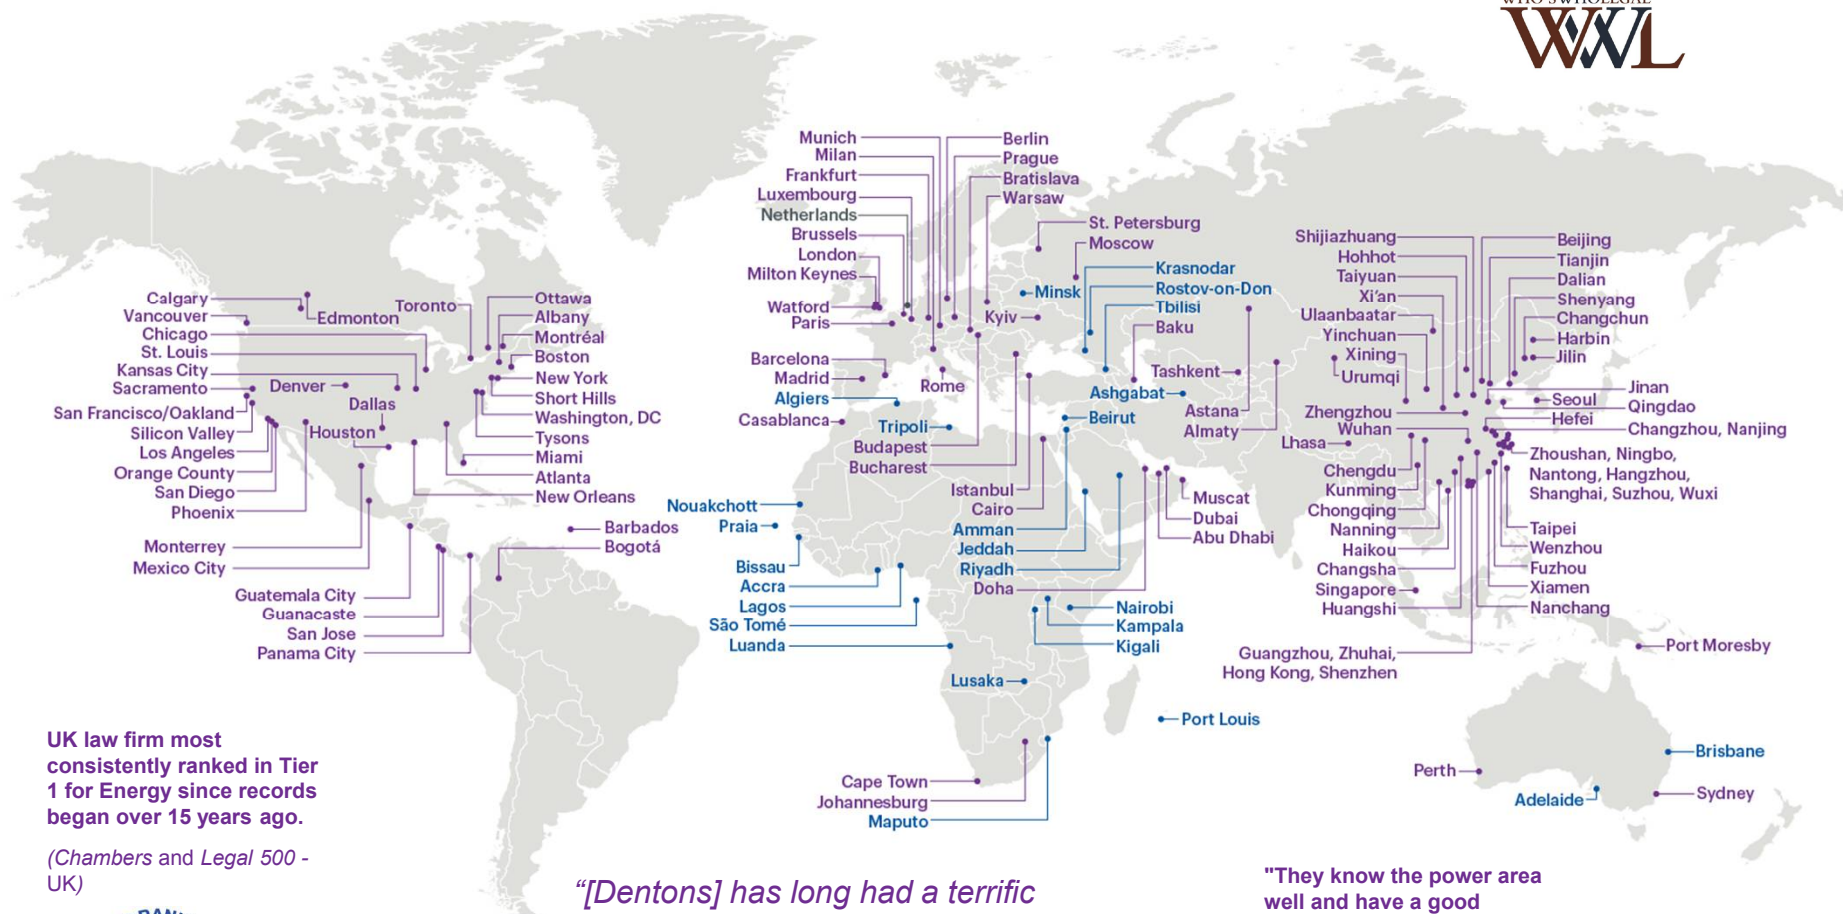 WHO'SWHOLEGAL
WWL
Munich
Milan
Frankfurt
Luxembourg
Netherlands
Brussels
London
Milton Keynes
Watford
Paris
Berlin
Prague
Bratislava
Warsaw
St. Petersburg
Moscow
Krasnodar
Rostov-on-Don
Tbilisi
Baku
Minsk
Kyiv
Barcelona
Madrid
Algiers
Casablanca
Rome
Tripoli
Budapest
Bucharest
Istanbul
Cairo
Amman
Jeddah
Riyadh
Doha
Beirut
Tashkent
Ashgabat
Astana
Almaty
Muscat
Dubai
Abu Dhabi
Calgary
Vancouver
Chicago
St. Louis
Kansas City
Sacramento
San Francisco/Oakland
Silicon Valley
Los Angeles
Orange County
San Diego
Phoenix
Edmonton
Toronto
Denver
Dallas
Houston
Ottawa
Albany
Montréal
Boston
New York
Short Hills
Washington, DC
Tysons
Miami
Atlanta
New Orleans
Monterrey
Mexico City
Barbados
Bogotá
Guatemala City
Guanacaste
San Jose
Panama City
Nouakchott
Praia
Bissau
Accra
Lagos
São Tomé
Luanda
Nairobi
Kampala
Kigali
Lusaka
Port Louis
Cape Town
Johannesburg
Maputo
Shijiazhuang
Hohhot
Taiyuan
Xi'an
Ulaanbaatar
Yinchuan
Xining
Urumqi
Zhengzhou
Wuhan
Lhasa
Chengdu
Kunming
Chongqing
Nanning
Haikou
Changsha
Singapore
Huangshi
Guangzhou, Zhuhai,
Hong Kong, Shenzhen
Beijing
Tianjin
Dalian
Shenyang
Changchun
Harbin
Jilin
Jinan
Seoul
Qingdao
Hefei
Changzhou, Nanjing
Zhoushan, Ningbo,
Nantong, Hangzhou,
Shanghai, Suzhou, Wuxi
Taipei
Wenzhou
Fuzhou
Xiamen
Nanchang
Port Moresby
Brisbane
Perth
Adelaide
Sydney
UK law firm most
consistently ranked in Tier
1 for Energy since records
began over 15 years ago.
(Chambers and Legal 500 -
UK)
“[Dentons] has long had a terrific
"They know the power area
well and have a good